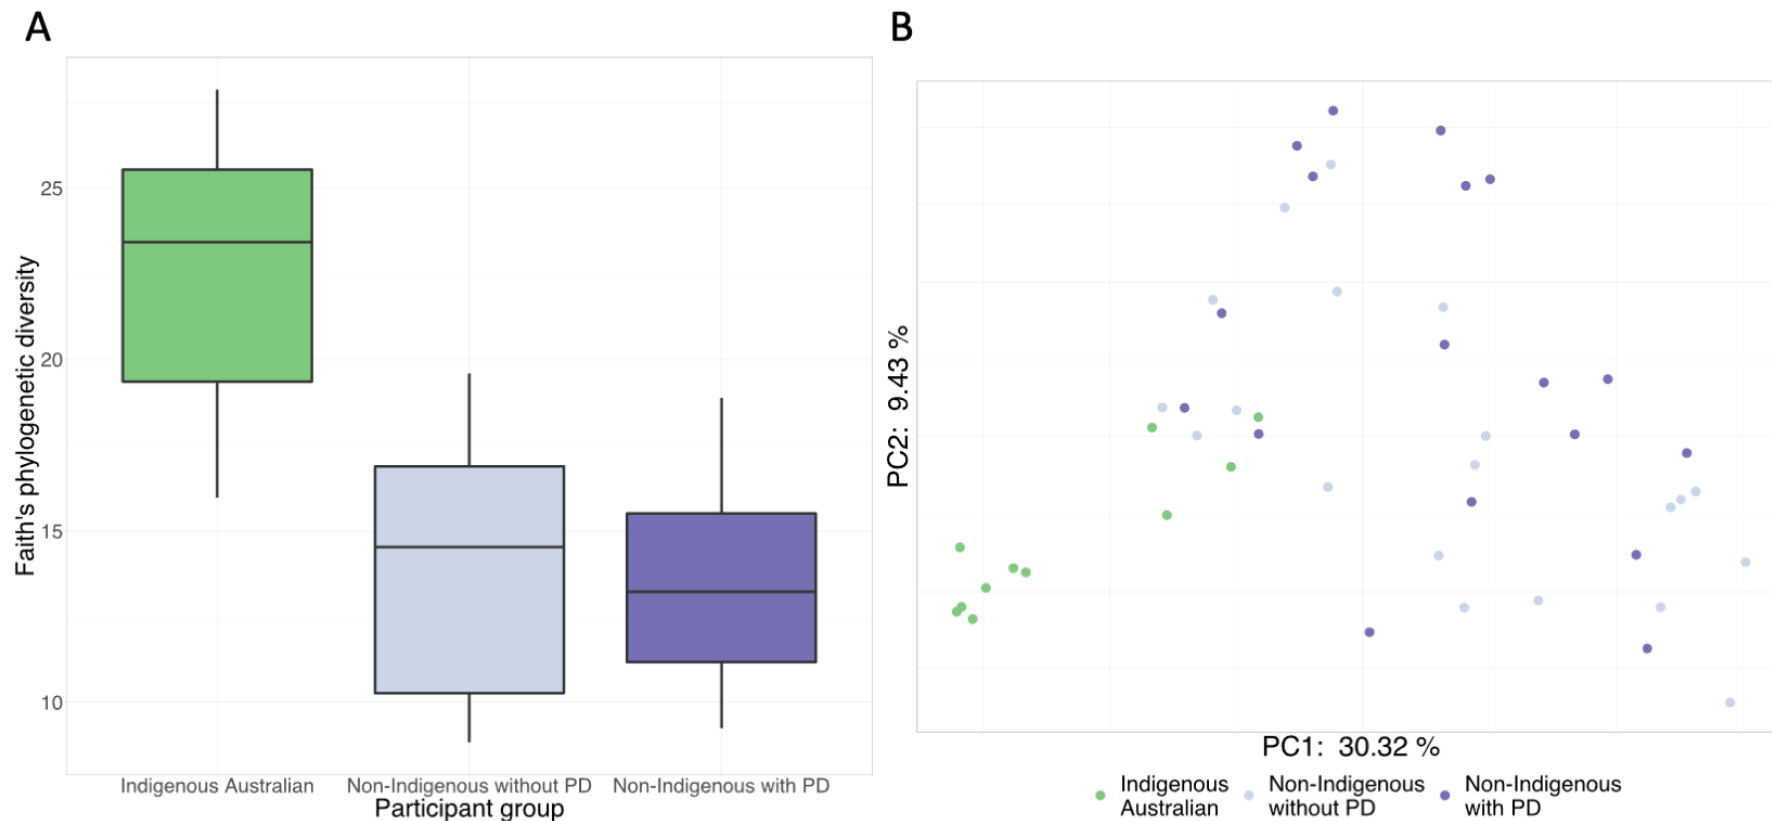 A
Faith's phylogenetic diversity
25
20
15
10
Indigenous Australian
Non-Indigenous without PD
Non-Indigenous with PD
Participant group
B
PC2: 9.43 %
PC1: 30.32 %
Indigenous
Australian
Non-Indigenous
without PD
Non-Indigenous
with PD